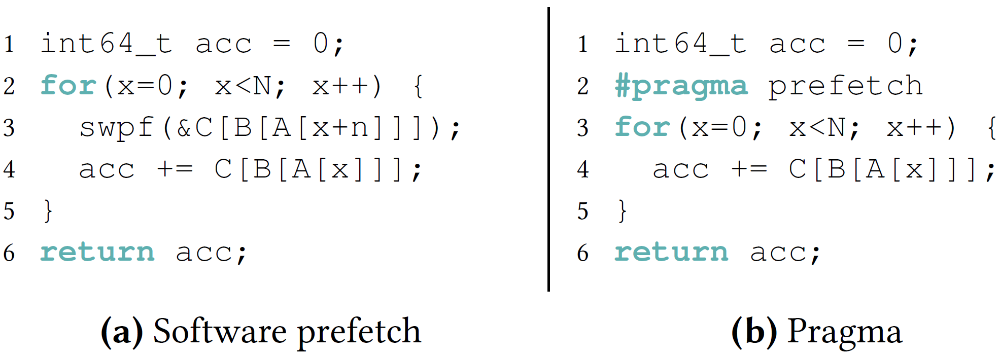 1 int64_t acc = 0;
2 for(x=0; x<N; x++) {
3 swpf(&C[B[A[x+n]]]);
4 acc += C[B[A[x]]];
5 }
6 return acc;
(a) Software prefetch
1 int64_t acc = 0;
2 #pragma prefetch
3 for(x=0; x<N; x++) {
4 acc += C[B[A[x]]];
5 }
6 return acc;
(b) Pragma